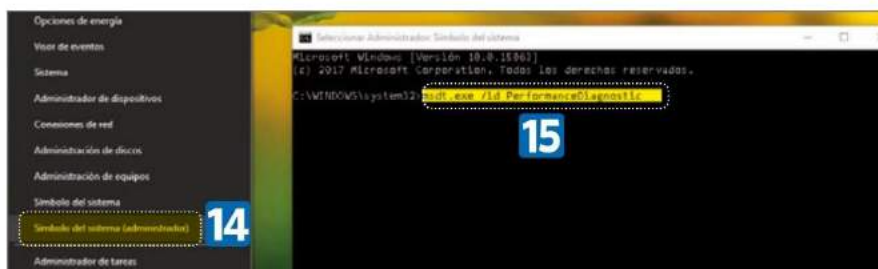 Opciones de energía
Visor de eventos
Sistema
Administrador de dispositivos
Conexiones de red
Administración de discos
Administración de equipos
Símbolo del sistema
Símbolo del sistema (administrador)
14
Administrador de tareas
Seleccionar Administrador: Símbolo del sistema
Microsoft Windows [Versión 10.0.15063]
(c) 2017 Microsoft Corporation. Todos los derechos reservados.
C:\WINDOWS\system32>msdt.exe /id PerformanceDiagnostic
15